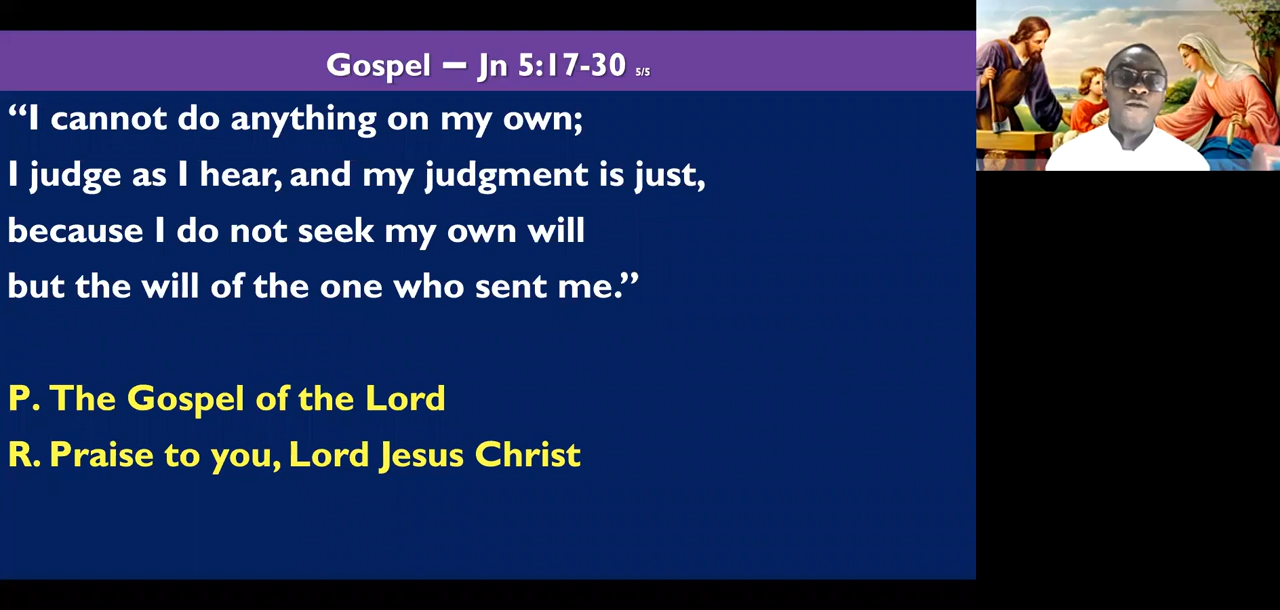 Gospel – Jn 5:17-30 5/5
“I cannot do anything on my own;
I judge as I hear, and my judgment is just,
because I do not seek my own will
but the will of the one who sent me.”
P. The Gospel of the Lord
R. Praise to you, Lord Jesus Christ